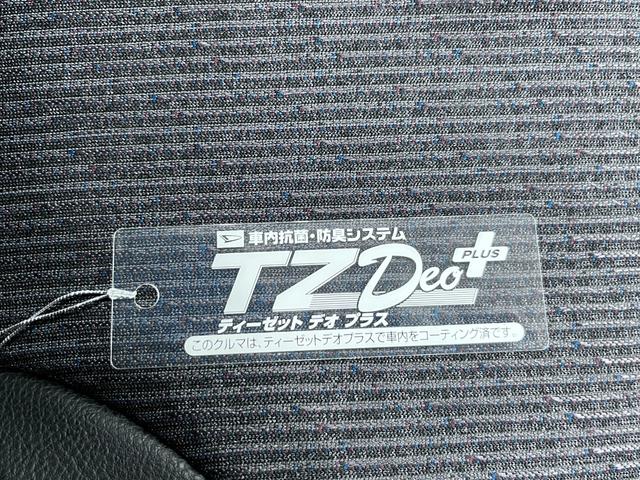 車内抗菌・防臭システム
TZ Deo PLUS
ティーゼット デオ プラス
このクルマは、ティーゼットデオプラスで車内をコーティング済です。